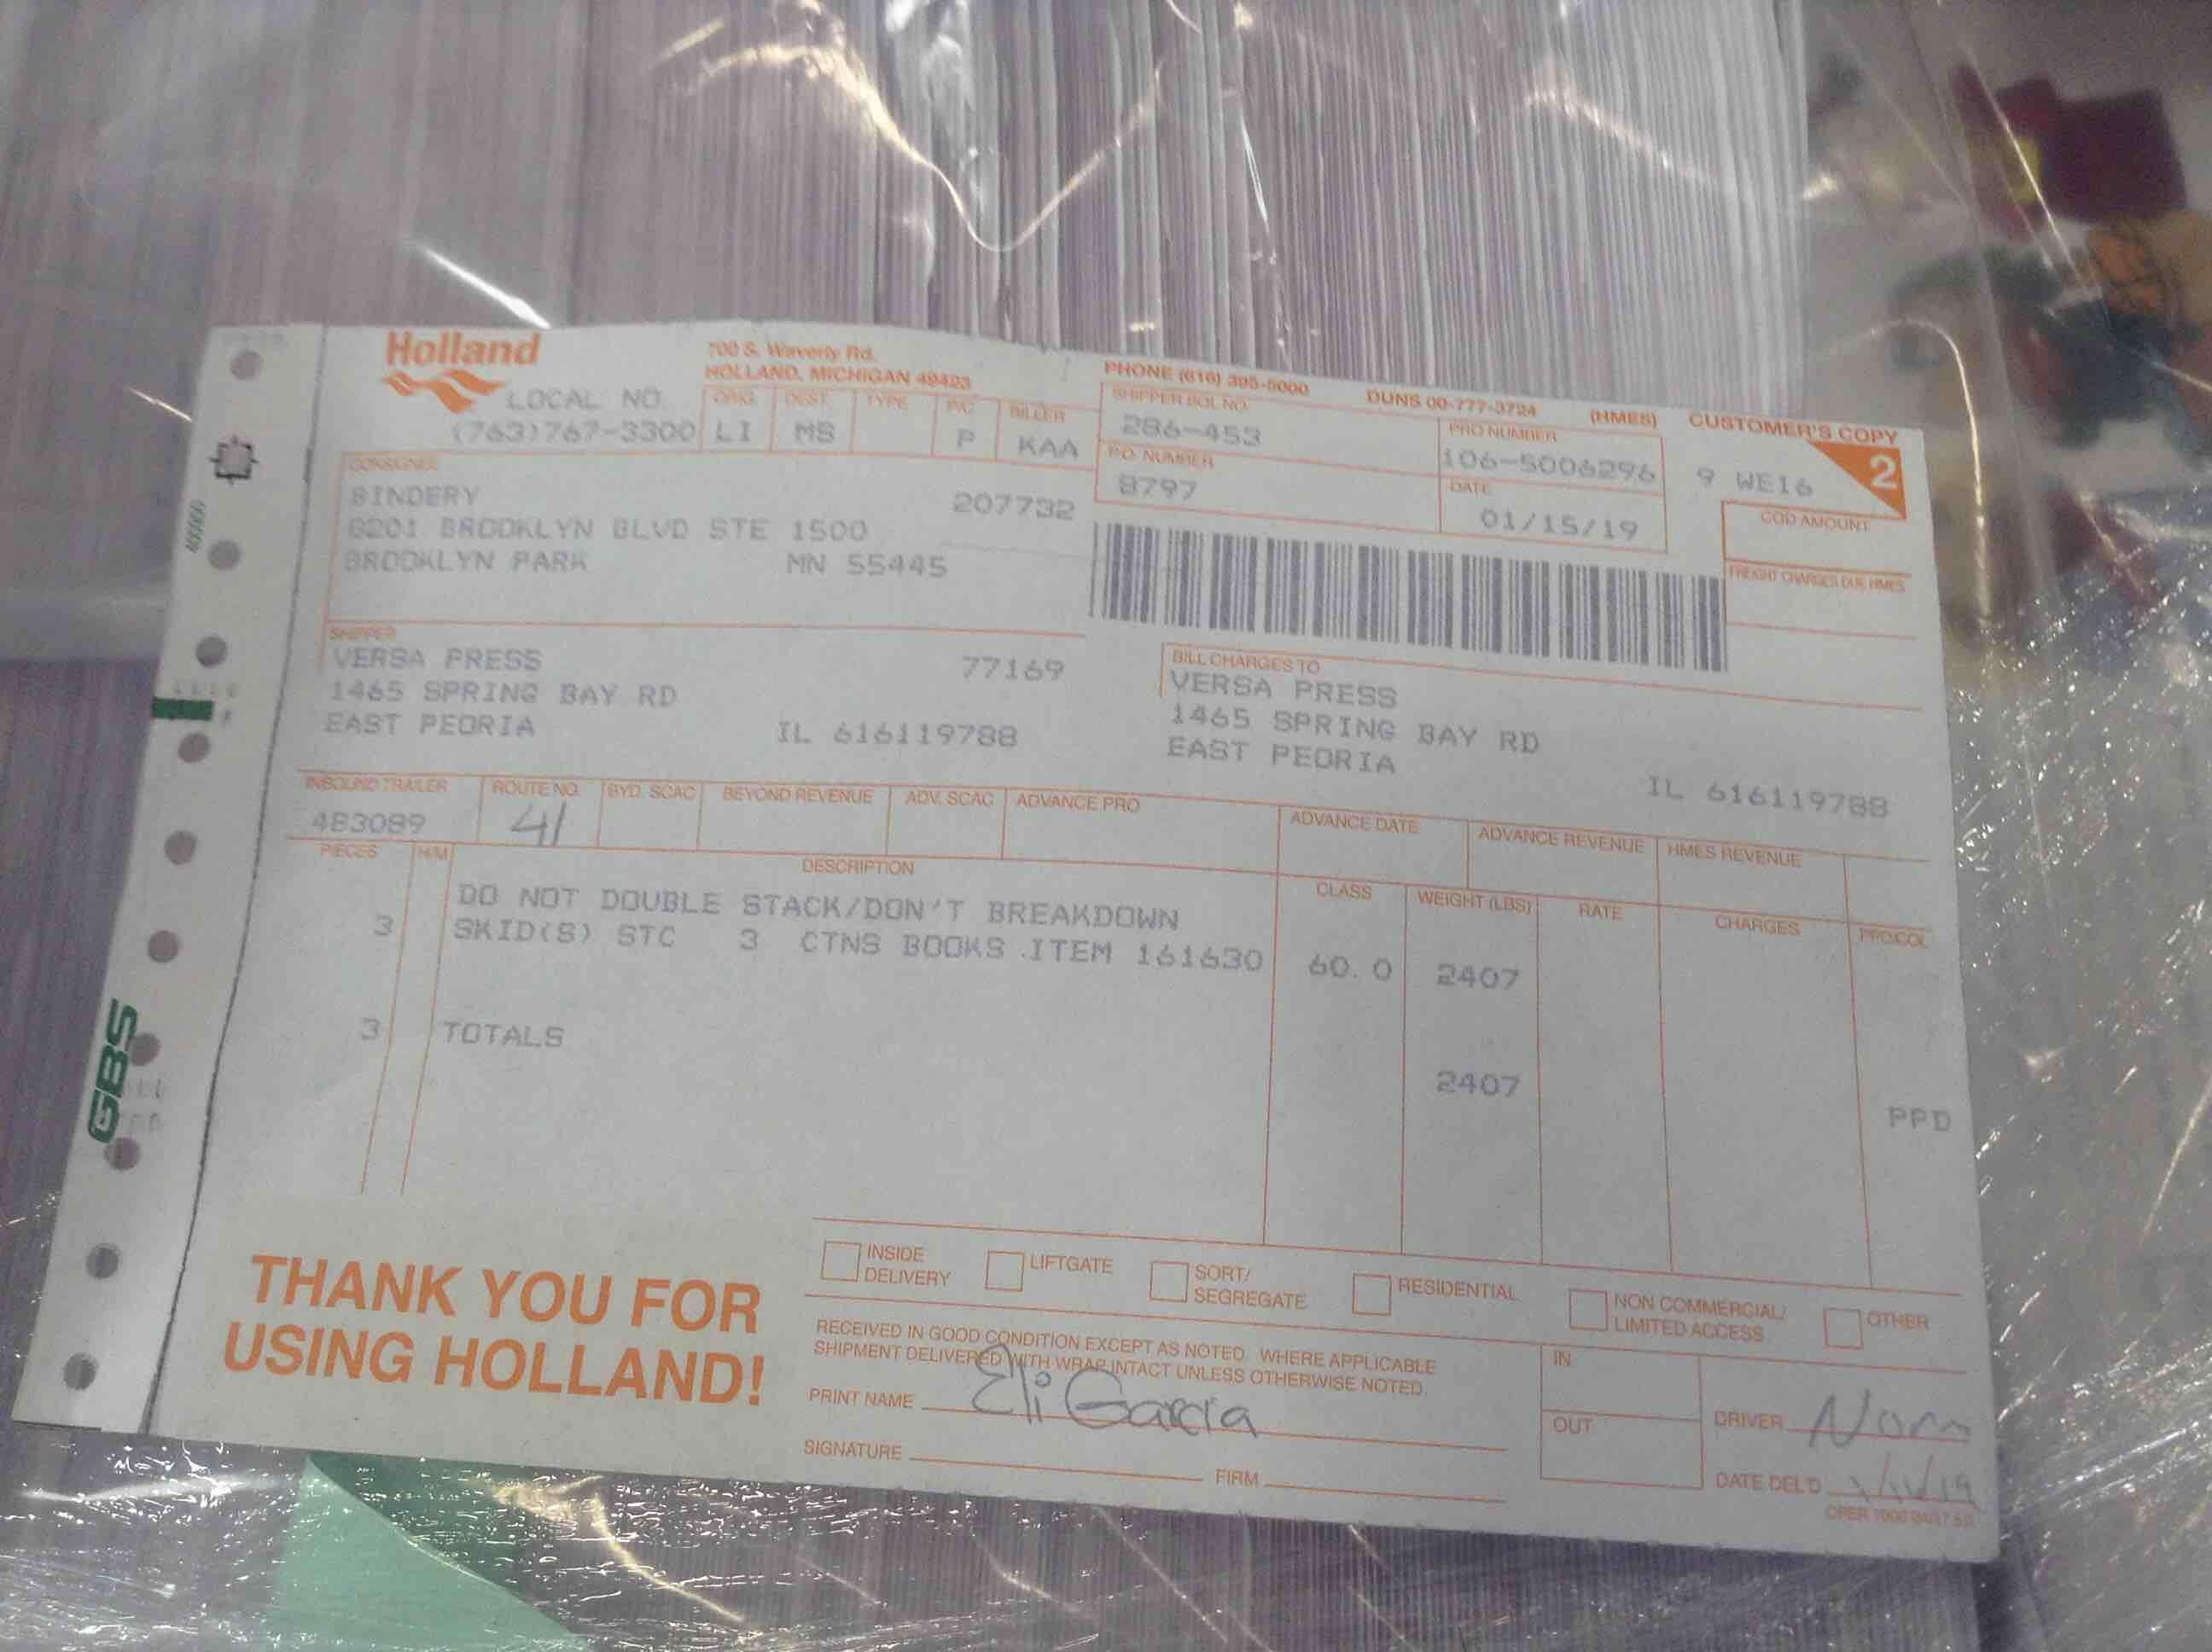 Holland
700 S. Waverly Rd.
HOLLAND, MICHIGAN 49423
PHONE (616) 395-5000
DUNS 00-777-3724
(HMES)
CUSTOMER'S COPY
2
LOCAL NO.
(763)767-3300
ORIG.
LI
DEST.
MS
TYPE
P/C
P
BILLER
KAA
SHIPPER BOL NO.
286-453
PRO NUMBER
106-5006296
9 WE16
P.O. NUMBER
8797
DATE
01/15/19
COD AMOUNT
FREIGHT CHARGES DUE HMES
CONSIGNEE
BINDERY 207732
8201 BROOKLYN BLVD STE 1500
BROOKLYN PARK MN 55445
SHIPPER
VERSA PRESS 77169
1465 SPRING BAY RD
EAST PEORIA IL 616119788
BILL CHARGES TO
VERSA PRESS
1465 SPRING BAY RD
EAST PEORIA IL 616119788
INBOUND TRAILER
483089
ROUTE NO.
41
BYD. SCAC
BEYOND REVENUE
ADV. SCAC
ADVANCE PRO
ADVANCE DATE
ADVANCE REVENUE
HMES REVENUE
PIECES
H/M
DESCRIPTION
CLASS
WEIGHT (LBS)
RATE
CHARGES
PPD/COL
DO NOT DOUBLE STACK/DON'T BREAKDOWN
3 SKID(S) STC 3 CTNS BOOKS .ITEM 161630 60.0 2407
3 TOTALS 2407
PPD
GBS
THANK YOU FOR
USING HOLLAND!
INSIDE
DELIVERY
LIFTGATE
SORT/
SEGREGATE
RESIDENTIAL
NON COMMERCIAL/
LIMITED ACCESS
OTHER
RECEIVED IN GOOD CONDITION EXCEPT AS NOTED. WHERE APPLICABLE
SHIPMENT DELIVERED WITH WRAP INTACT UNLESS OTHERWISE NOTED.
PRINT NAME Eli Garcia
SIGNATURE
FIRM
IN
OUT
DRIVER Norm
DATE DEL'D